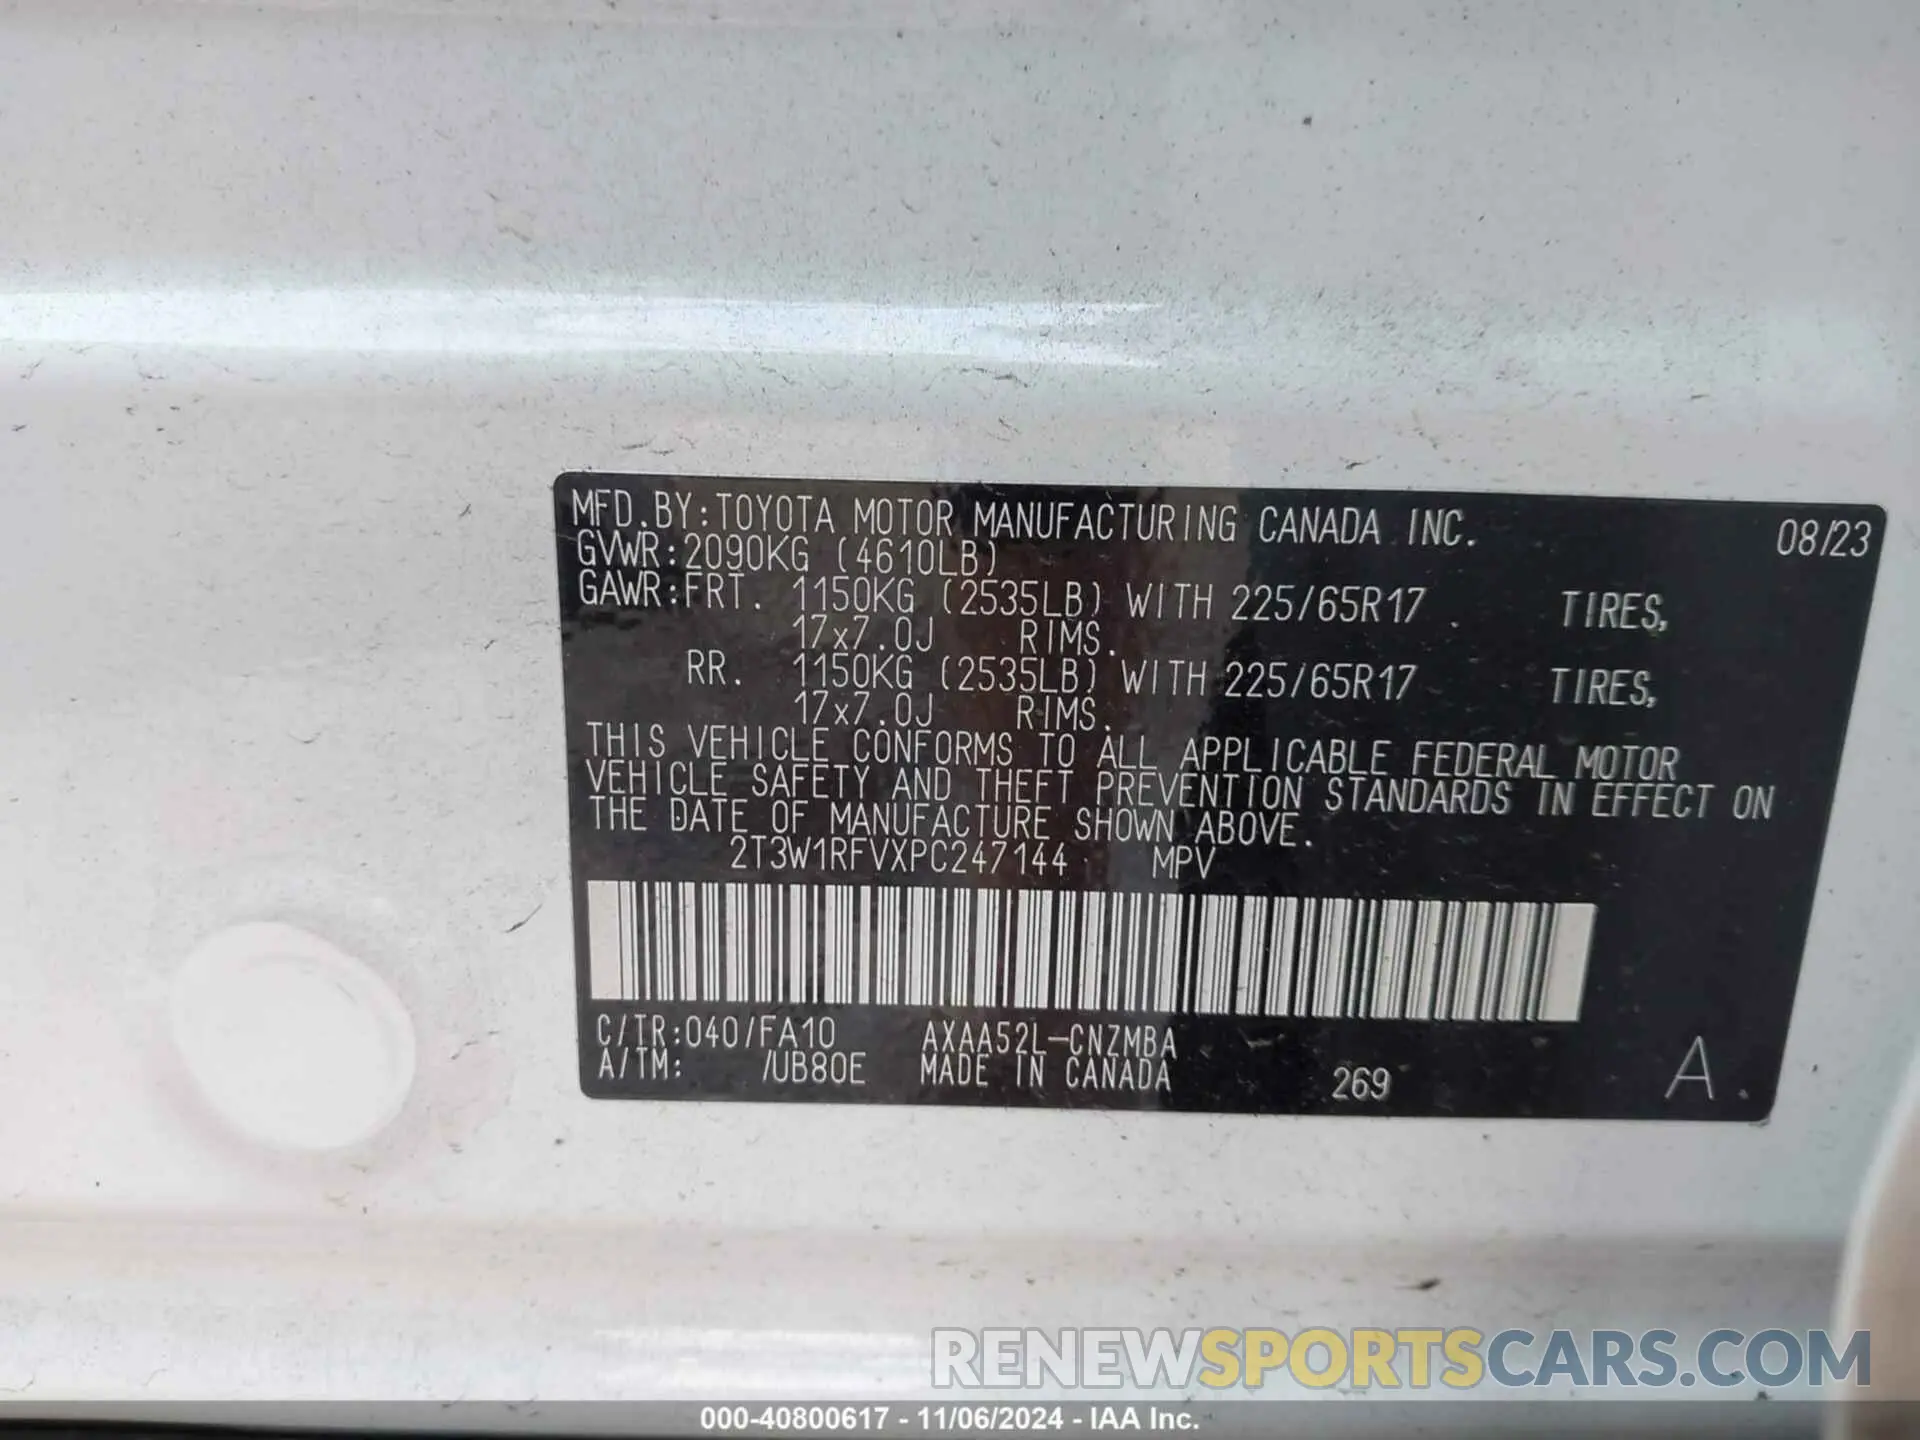 MFD.BY:TOYOTA MOTOR MANUFACTURING CANADA INC. 08/23
GVWR:2090KG (4610LB)
GAWR:FRT. 1150KG (2535LB) WITH 225/65R17 TIRES,
17x7.0J RIMS.
RR. 1150KG (2535LB) WITH 225/65R17 TIRES,
17x7.0J RIMS.
THIS VEHICLE CONFORMS TO ALL APPLICABLE FEDERAL MOTOR
VEHICLE SAFETY AND THEFT PREVENTION STANDARDS IN EFFECT ON
THE DATE OF MANUFACTURE SHOWN ABOVE.
2T3W1RFVXPC247144 MPV
C/TR:040/FA10 AXAA52L-CNZMBA
A/TM: /UB80E MADE IN CANADA 269 A.
RENEWSPORTSCARS.COM
000-40800617 - 11/06/2024 - IAA Inc.